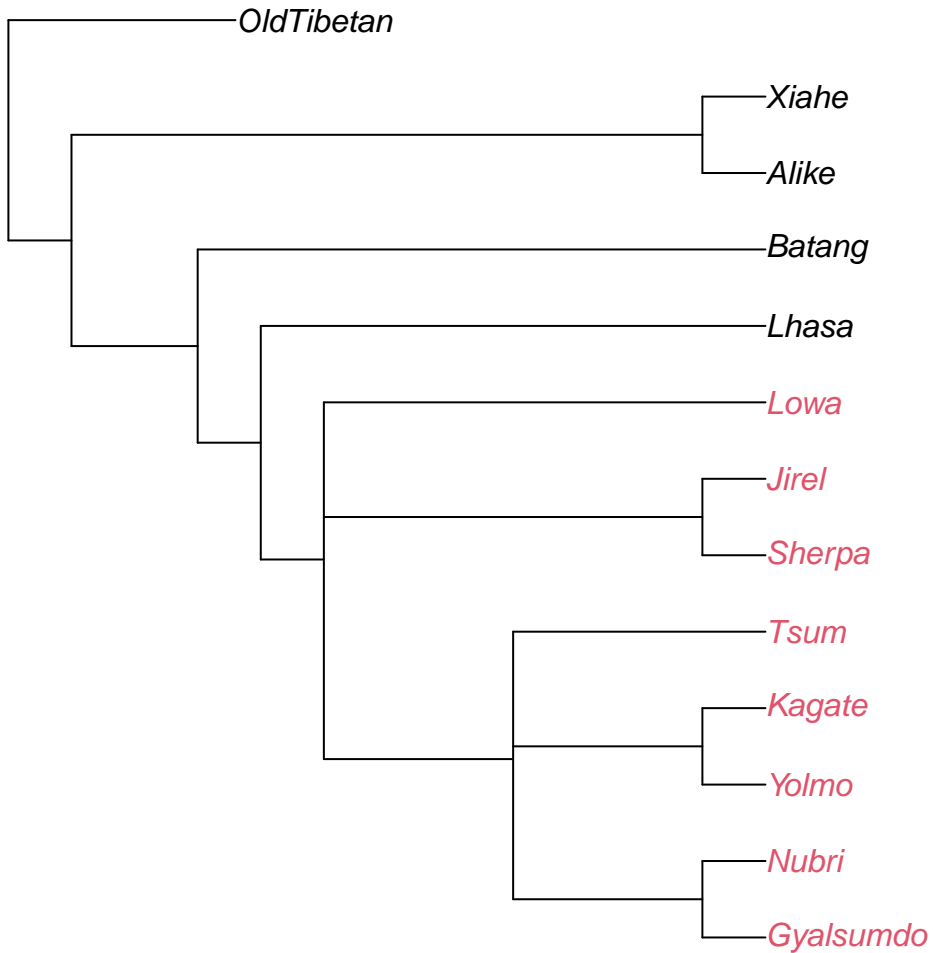 OldTibetan
Xiahe
Alike
Batang
Lhasa
Lowa
Jirel
Sherpa
Tsum
Kagate
Yolmo
Nubri
Gyalsumdo